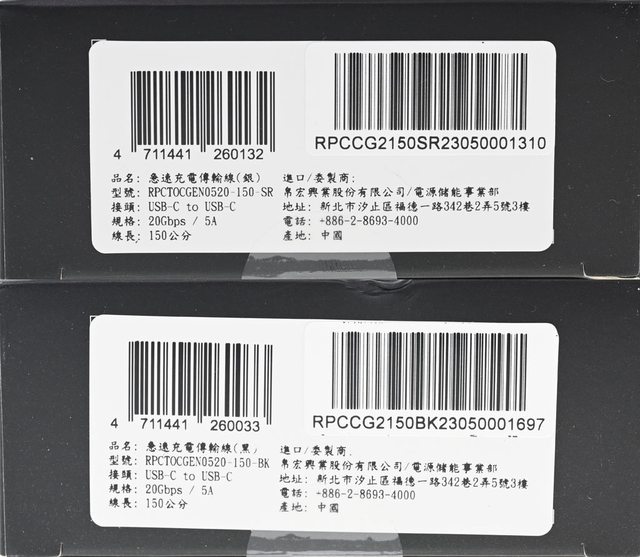 4 711441 260132
RPCCG2150SR23050001310
品名: 急速充電傳輸線(銀)
型號: RPCTOCGEN0520-150-SR
接頭: USB-C to USB-C
規格: 20Gbps / 5A
線長: 150公分
進口/委製商:
帛宏興業股份有限公司/電源儲能事業部
地址: 新北市汐止區福德一路342巷2弄5號3樓
電話: +886-2-8693-4000
產地: 中國
4 711441 260033
RPCCG2150BK23050001697
品名: 急速充電傳輸線(黑)
型號: RPCTOCGEN0520-150-BK
接頭: USB-C to USB-C
規格: 20Gbps / 5A
線長: 150公分
進口/委製商:
帛宏興業股份有限公司/電源儲能事業部
地址: 新北市汐止區福德一路342巷2弄5號3樓
電話: +886-2-8693-4000
產地: 中國